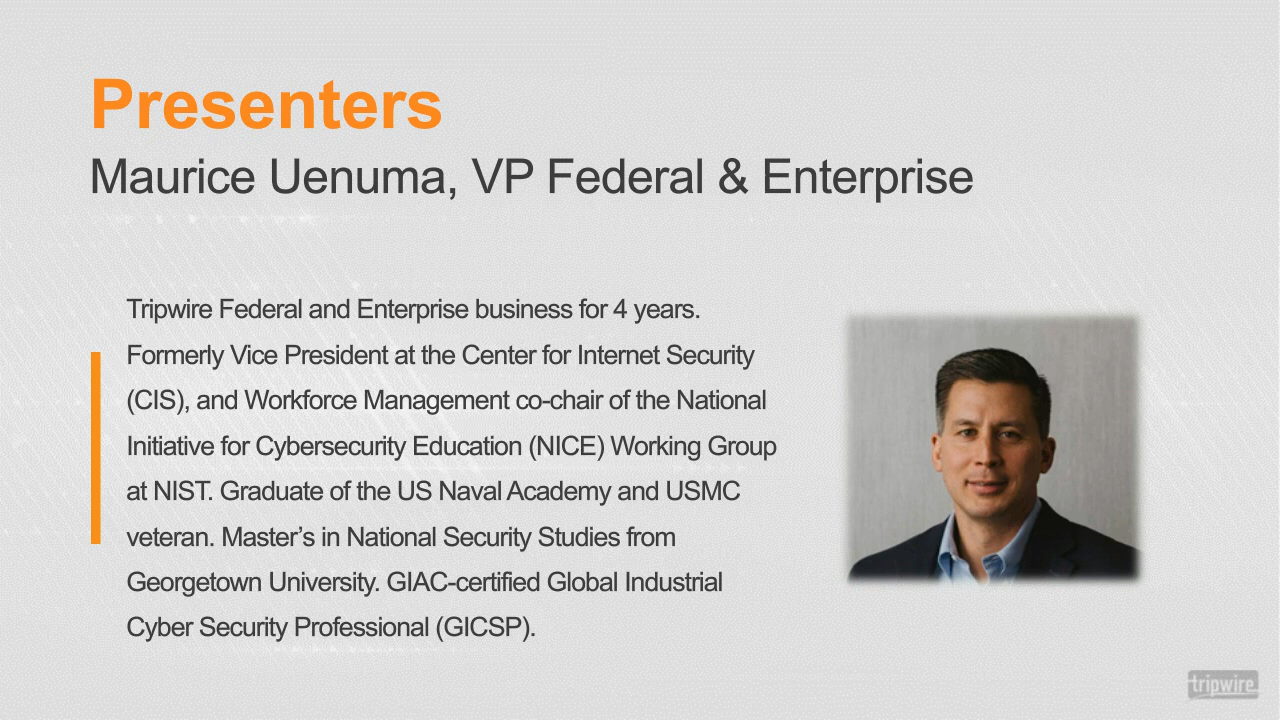 Presenters
Maurice Uenuma, VP Federal & Enterprise
Tripwire Federal and Enterprise business for 4 years.
Formerly Vice President at the Center for Internet Security
(CIS), and Workforce Management co-chair of the National
Initiative for Cybersecurity Education (NICE) Working Group
at NIST. Graduate of the US Naval Academy and USMC
veteran. Master’s in National Security Studies from
Georgetown University. GIAC-certified Global Industrial
Cyber Security Professional (GICSP).
tripwire